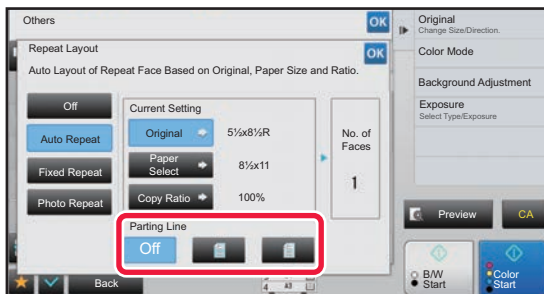 Others
OK
Repeat Layout
OK
Auto Layout of Repeat Face Based on Original, Paper Size and Ratio.
Off
Auto Repeat
Fixed Repeat
Photo Repeat
Current Setting
Original
5½x8½R
Paper
Select
8½x11
Copy Ratio
100%
No. of
Faces
1
Parting Line
Off
Back
4
A3
Original
Change Size/Direction.
Color Mode
Background Adjustment
Exposure
Select Type/Exposure
Preview
CA
B/W
Start
Color
Start